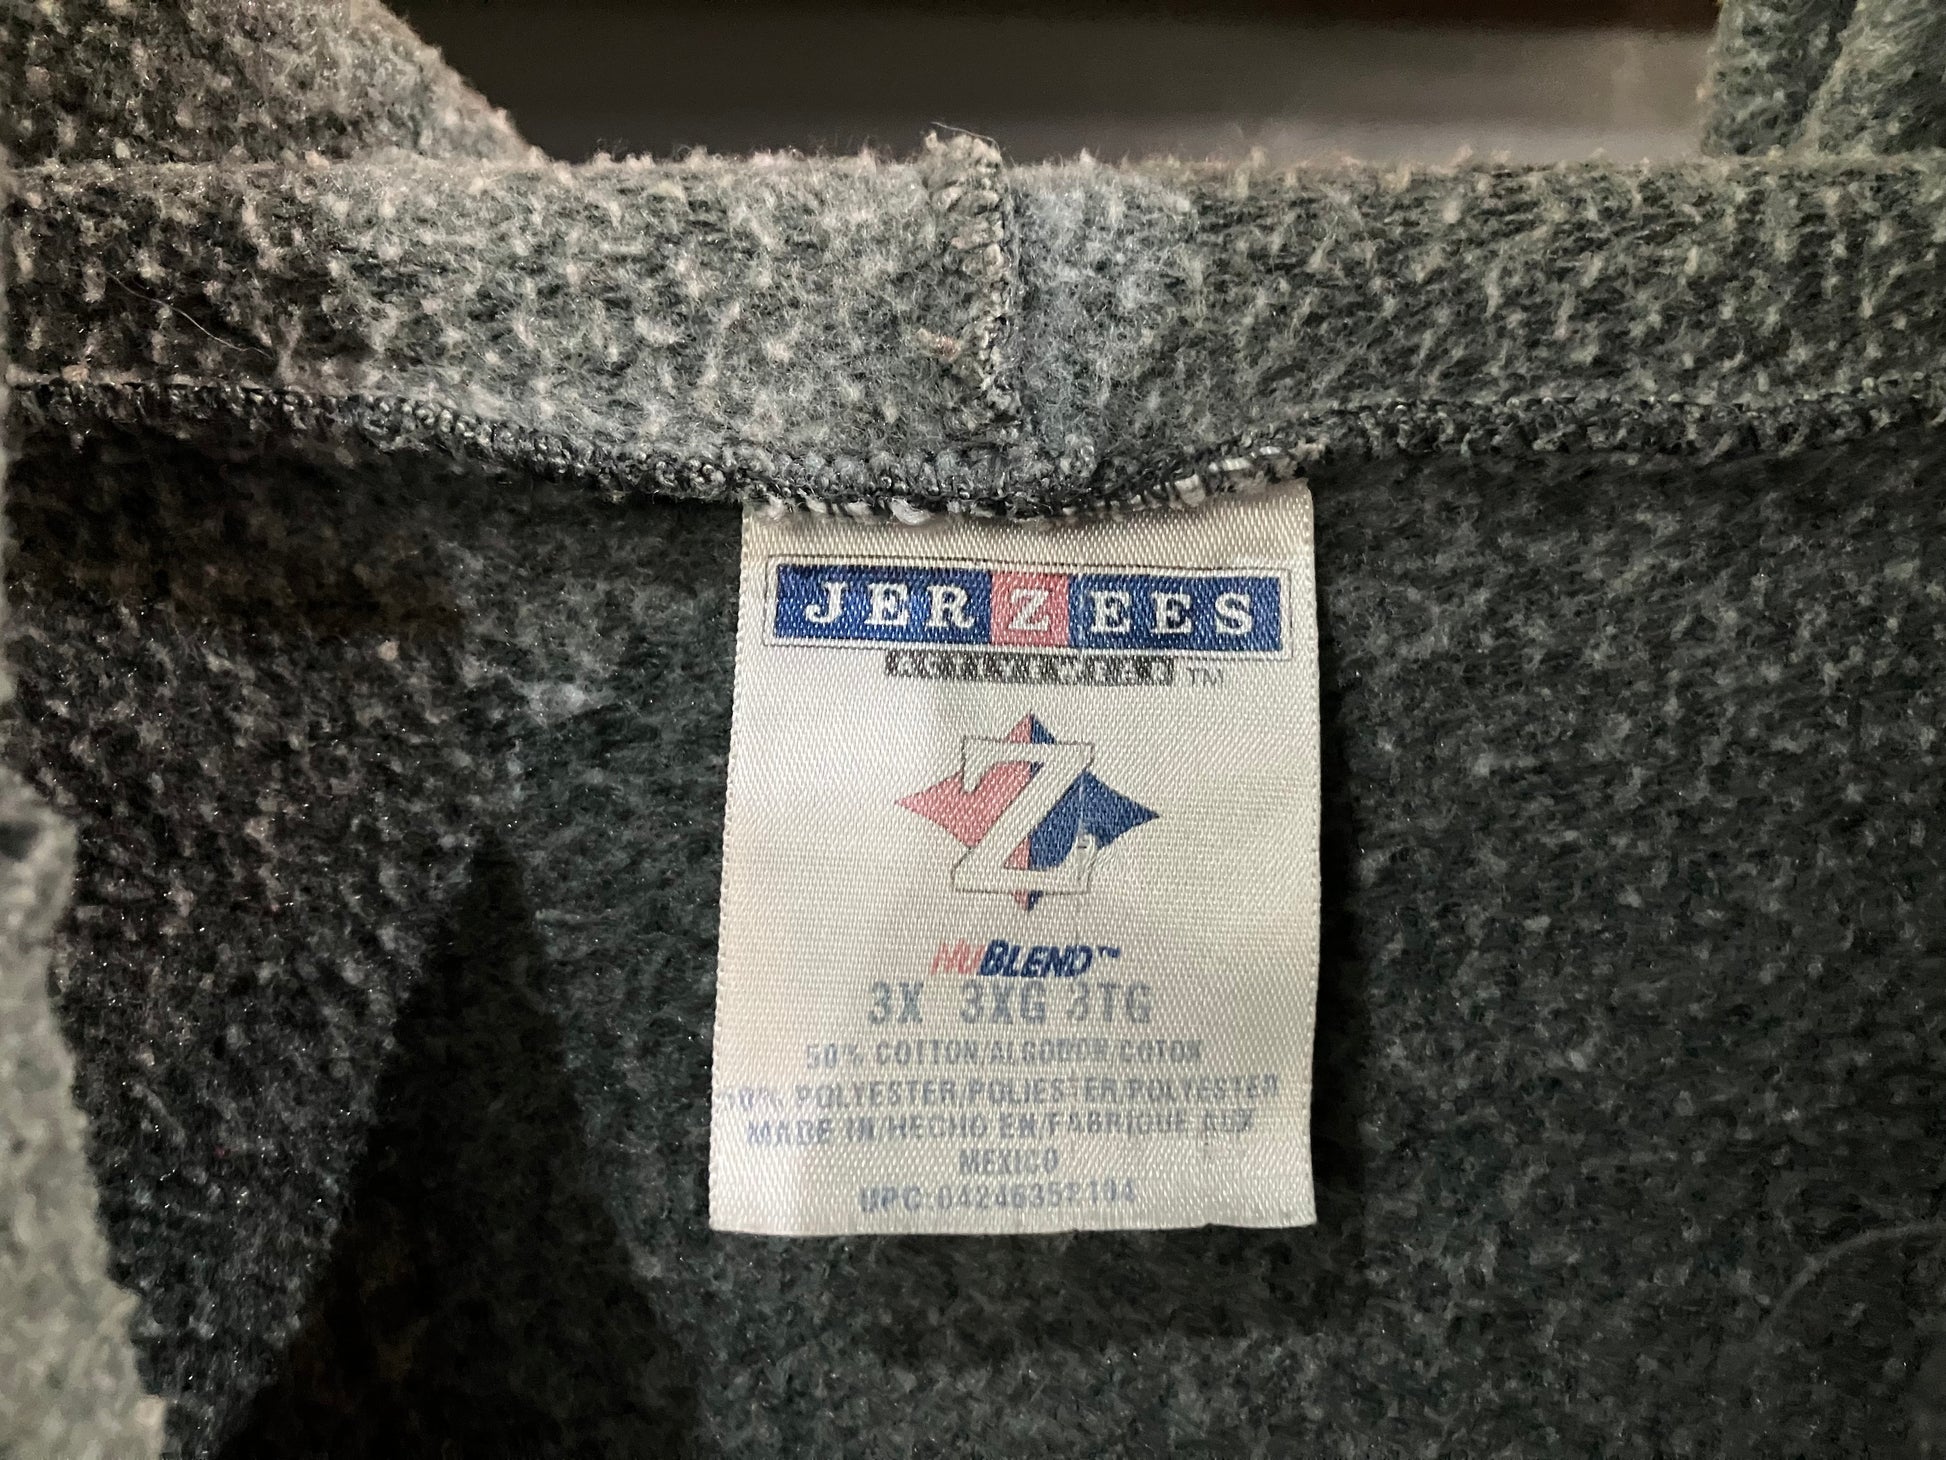 JERZEES
ACTIVEWEAR ™
Z
NUBLEND™
3X 3XG 3TG
50% COTTON/ALGODON/COTON
50% POLYESTER/POLIESTER/POLYESTER
MADE IN/HECHO EN/FABRIQUE AUX
MEXICO